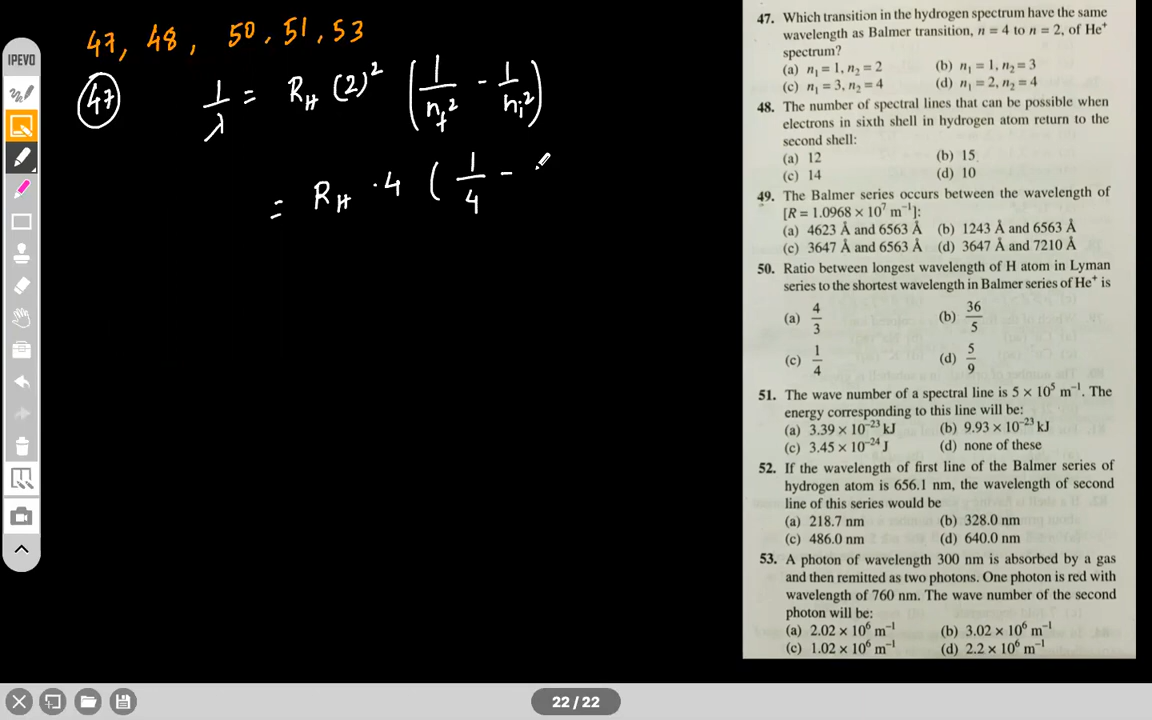 47, 48, 50, 51, 53
IPEVO
47 1/λ = R_H (2)² (1/n_f² - 1/n_i²)
= R_H · 4 (1/4 -
47. Which transition in the hydrogen spectrum have the same
wavelength as Balmer transition, n = 4 to n = 2, of He⁺
spectrum?
(a) n₁ = 1, n₂ = 2 (b) n₁ = 1, n₂ = 3
(c) n₁ = 3, n₂ = 4 (d) n₁ = 2, n₂ = 4
48. The number of spectral lines that can be possible when
electrons in sixth shell in hydrogen atom return to the
second shell:
(a) 12 (b) 15
(c) 14 (d) 10
49. The Balmer series occurs between the wavelength of
[R = 1.0968 × 10⁷ m⁻¹]:
(a) 4623 Å and 6563 Å (b) 1243 Å and 6563 Å
(c) 3647 Å and 6563 Å (d) 3647 Å and 7210 Å
50. Ratio between longest wavelength of H atom in Lyman
series to the shortest wavelength in Balmer series of He⁺ is
(a) 4/3 (b) 36/5
(c) 1/4 (d) 5/9
51. The wave number of a spectral line is 5 × 10⁵ m⁻¹. The
energy corresponding to this line will be:
(a) 3.39 × 10⁻²³ kJ (b) 9.93 × 10⁻²³ kJ
(c) 3.45 × 10⁻²⁴ J (d) none of these
52. If the wavelength of first line of the Balmer series of
hydrogen atom is 656.1 nm, the wavelength of second
line of this series would be
(a) 218.7 nm (b) 328.0 nm
(c) 486.0 nm (d) 640.0 nm
53. A photon of wavelength 300 nm is absorbed by a gas
and then remitted as two photons. One photon is red with
wavelength of 760 nm. The wave number of the second
photon will be:
(a) 2.02 × 10⁶ m⁻¹ (b) 3.02 × 10⁶ m⁻¹
(c) 1.02 × 10⁶ m⁻¹ (d) 2.2 × 10⁶ m⁻¹
22 / 22